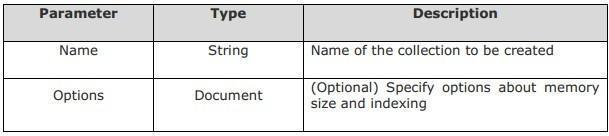 Parameter Type Description
Name String Name of the collection to be created
Options Document (Optional) Specify options about memory
size and indexing